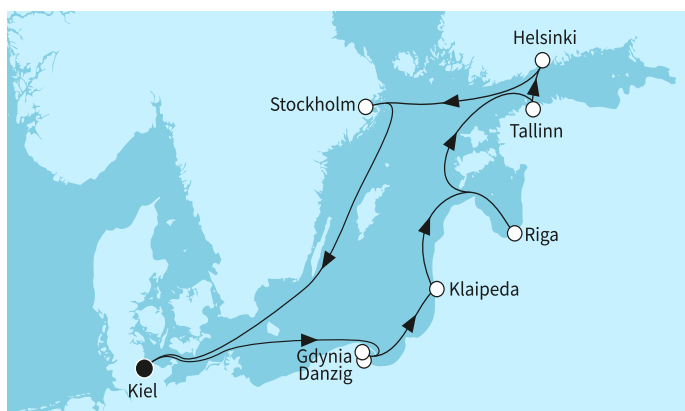 Helsinki
Stockholm
Tallinn
Riga
Klaipeda
Gdynia
Danzig
Kiel